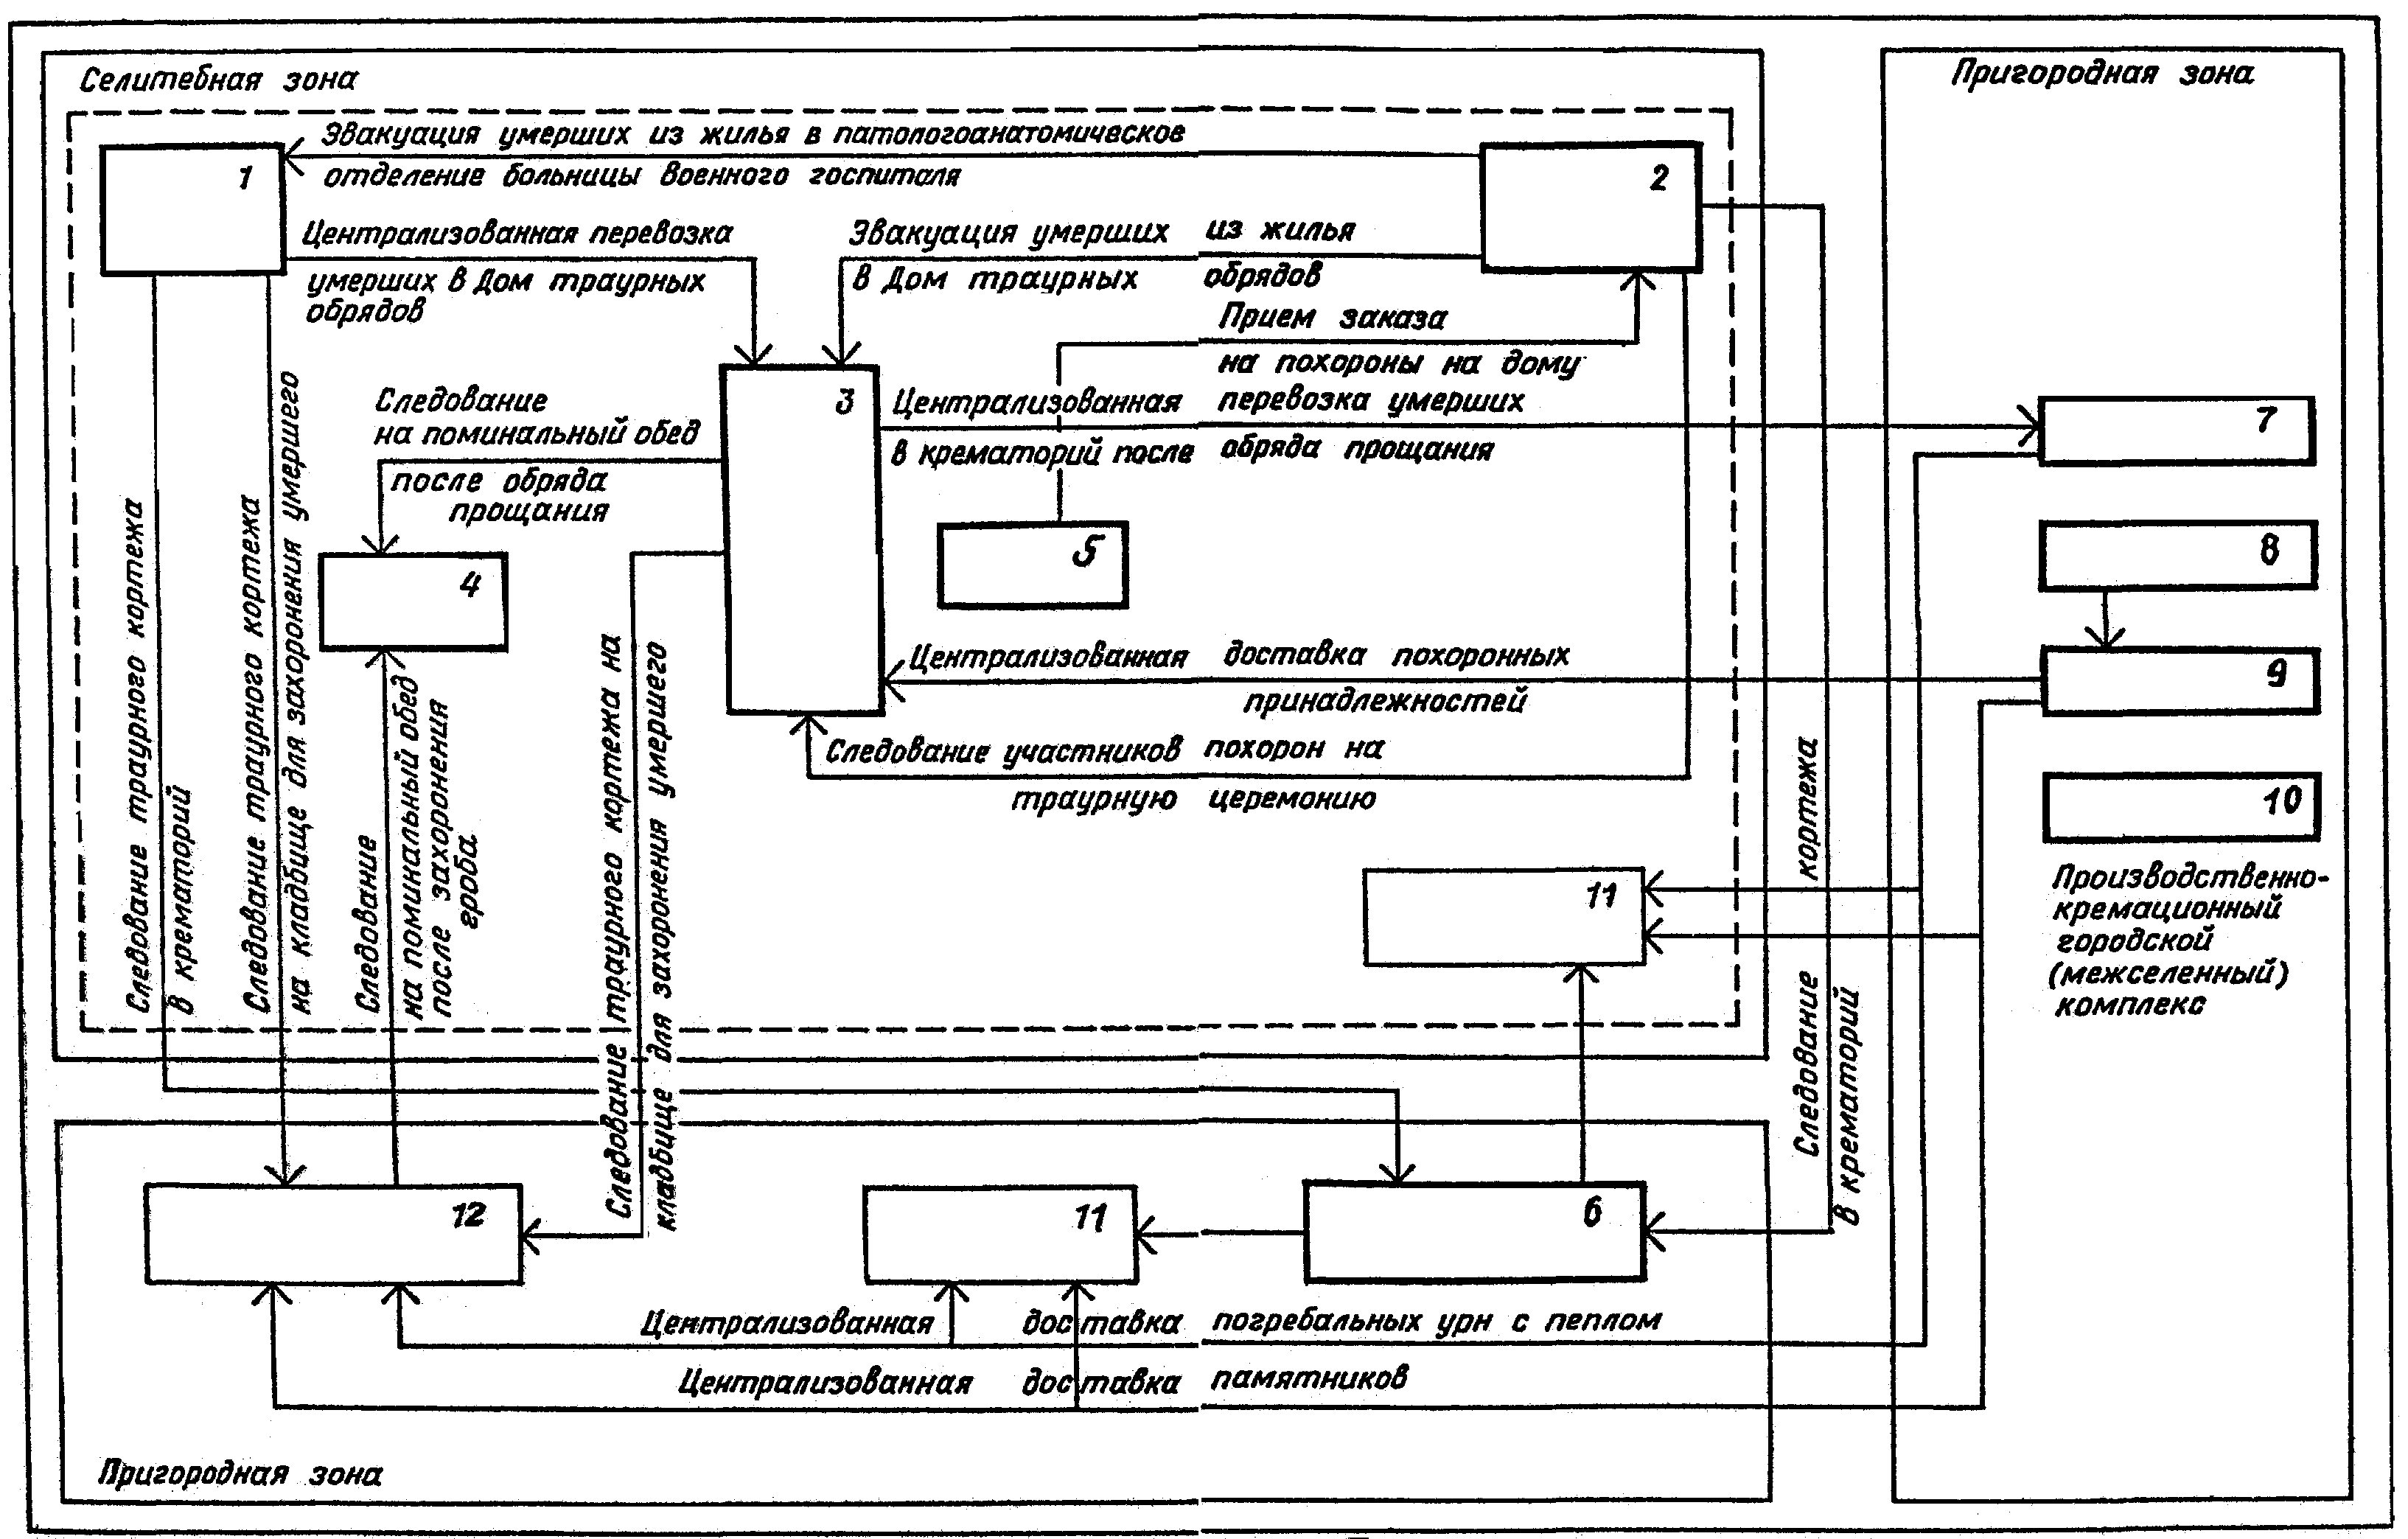 Селитебная зона
Пригородная зона
Эвакуация умерших из жилья в патологоанатомическое
отделение больницы военного госпиталя
1
2
Централизованная перевозка
умерших в Дом траурных
обрядов
Эвакуация умерших из жилья
в Дом траурных обрядов
Прием заказа
на похороны на дому
3
Следование
на поминальный обед
после обряда
прощания
Централизованная перевозка умерших
в крематорий после обряда прощания
7
4
5
8
Централизованная доставка похоронных
принадлежностей
9
Следование участников похорон на
траурную церемонию
10
Производственно-
кремационный
городской
(межселенный)
комплекс
11
Следование траурного кортежа
в крематорий
Следование траурного кортежа
на кладбище для захоронения умершего
Следование
на поминальный обед
после захоронения
гроба
Следование траурного кортежа на
кладбище для захоронения умершего
Следование кортежа
в крематорий
12
11
6
Централизованная доставка погребальных урн с пеплом
Централизованная доставка памятников
Пригородная зона